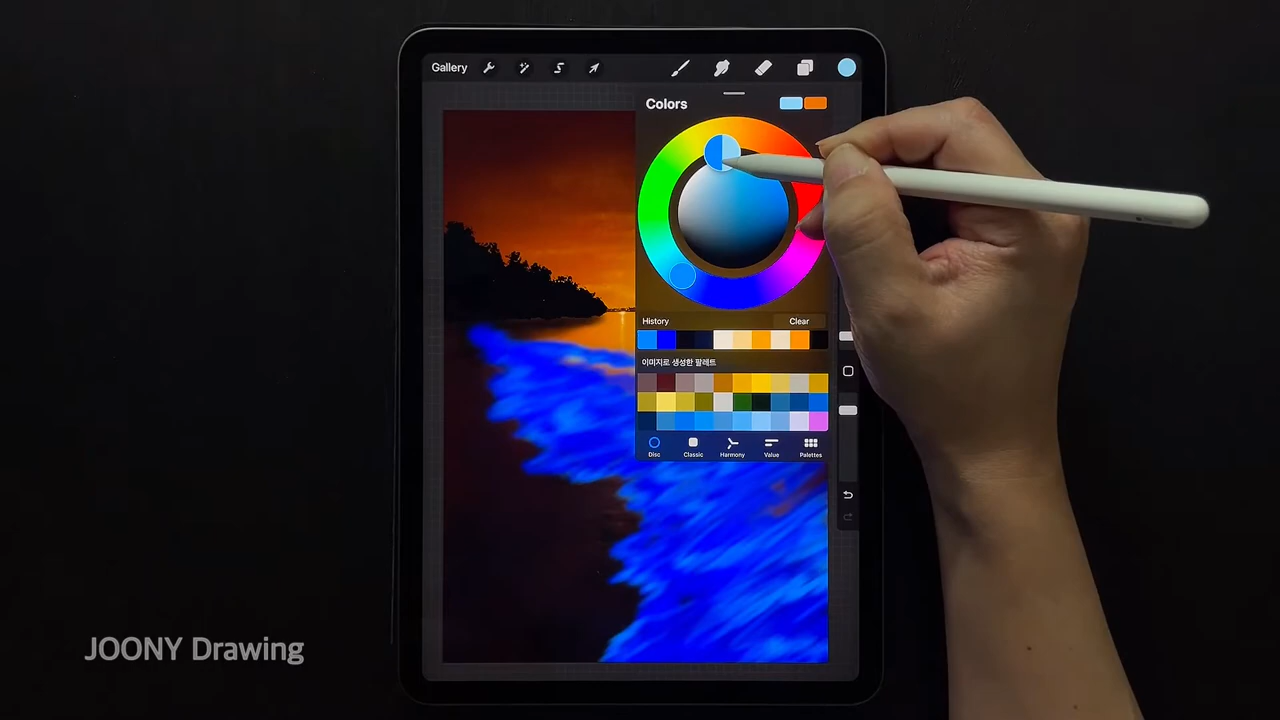 Gallery
Colors
History
Clear
이미지로 생성한 팔레트
Disc
Classic
Harmony
Value
Palettes
JOONY Drawing